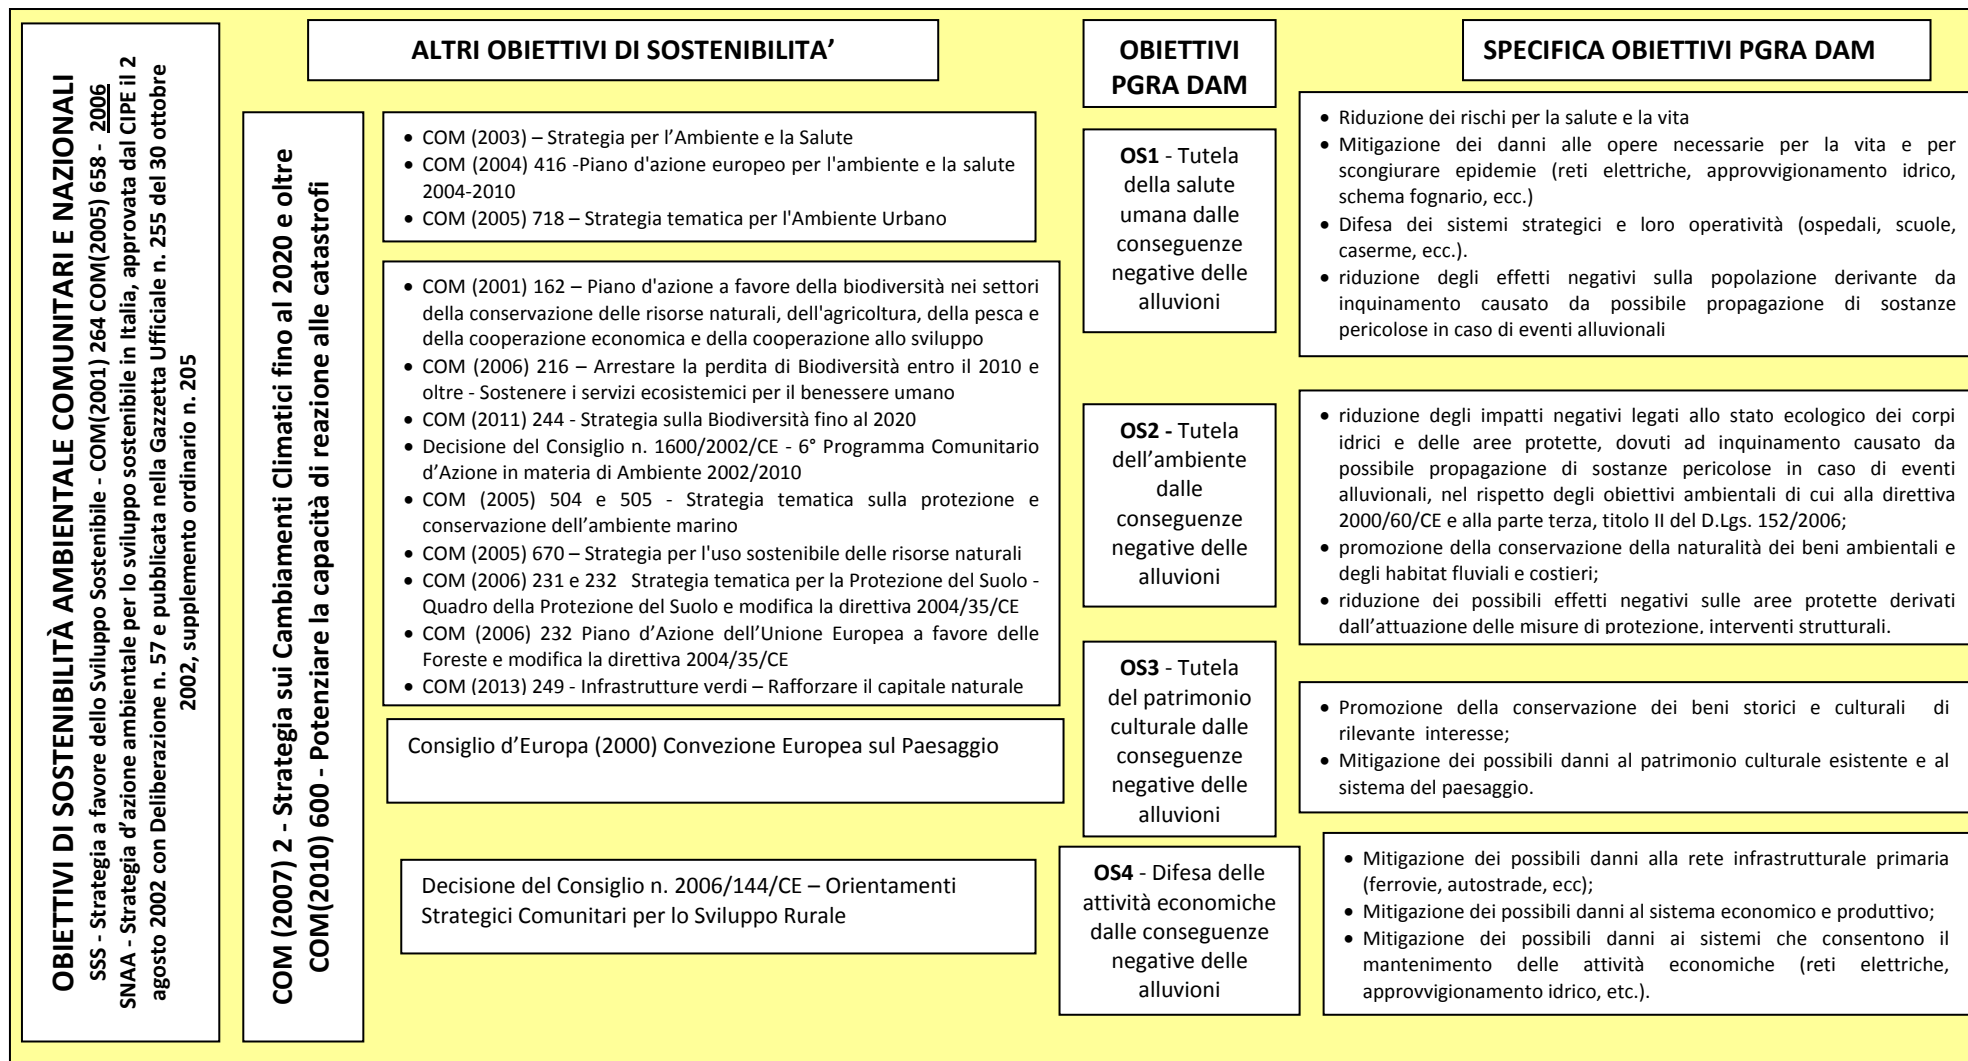 OBIETTIVI DI SOSTENIBILITÀ AMBIENTALE COMUNITARI E NAZIONALI
SSS - Strategia a favore dello Sviluppo Sostenibile - COM(2001) 264 COM(2005) 658 - 2006
SNAA - Strategia d'azione ambientale per lo sviluppo sostenibile in Italia, approvata dal CIPE il 2
agosto 2002 con Deliberazione n. 57 e pubblicata nella Gazzetta Ufficiale n. 255 del 30 ottobre
2002, supplemento ordinario n. 205
COM (2007) 2 - Strategia sui Cambiamenti Climatici fino al 2020 e oltre
COM(2010) 600 - Potenziare la capacità di reazione alle catastrofi
ALTRI OBIETTIVI DI SOSTENIBILITA'
• COM (2003) – Strategia per l'Ambiente e la Salute
• COM (2004) 416 -Piano d'azione europeo per l'ambiente e la salute
2004-2010
• COM (2005) 718 – Strategia tematica per l'Ambiente Urbano
• COM (2001) 162 – Piano d'azione a favore della biodiversità nei settori
della conservazione delle risorse naturali, dell'agricoltura, della pesca e
della cooperazione economica e della cooperazione allo sviluppo
• COM (2006) 216 – Arrestare la perdita di Biodiversità entro il 2010 e
oltre - Sostenere i servizi ecosistemici per il benessere umano
• COM (2011) 244 - Strategia sulla Biodiversità fino al 2020
• Decisione del Consiglio n. 1600/2002/CE - 6° Programma Comunitario
d'Azione in materia di Ambiente 2002/2010
• COM (2005) 504 e 505 - Strategia tematica sulla protezione e
conservazione dell'ambiente marino
• COM (2005) 670 – Strategia per l'uso sostenibile delle risorse naturali
• COM (2006) 231 e 232 Strategia tematica per la Protezione del Suolo -
Quadro della Protezione del Suolo e modifica la direttiva 2004/35/CE
• COM (2006) 232 Piano d'Azione dell'Unione Europea a favore delle
Foreste e modifica la direttiva 2004/35/CE
• COM (2013) 249 - Infrastrutture verdi – Rafforzare il capitale naturale
Consiglio d'Europa (2000) Convezione Europea sul Paesaggio
Decisione del Consiglio n. 2006/144/CE – Orientamenti
Strategici Comunitari per lo Sviluppo Rurale
OBIETTIVI
PGRA DAM
OS1 - Tutela
della salute
umana dalle
conseguenze
negative delle
alluvioni
OS2 - Tutela
dell'ambiente
dalle
conseguenze
negative delle
alluvioni
OS3 - Tutela
del patrimonio
culturale dalle
conseguenze
negative delle
alluvioni
OS4 - Difesa delle
attività economiche
dalle conseguenze
negative delle
alluvioni
SPECIFICA OBIETTIVI PGRA DAM
• Riduzione dei rischi per la salute e la vita
• Mitigazione dei danni alle opere necessarie per la vita e per
scongiurare epidemie (reti elettriche, approvvigionamento idrico,
schema fognario, ecc.)
• Difesa dei sistemi strategici e loro operatività (ospedali, scuole,
caserme, ecc.).
• riduzione degli effetti negativi sulla popolazione derivante da
inquinamento causato da possibile propagazione di sostanze
pericolose in caso di eventi alluvionali
• riduzione degli impatti negativi legati allo stato ecologico dei corpi
idrici e delle aree protette, dovuti ad inquinamento causato da
possibile propagazione di sostanze pericolose in caso di eventi
alluvionali, nel rispetto degli obiettivi ambientali di cui alla direttiva
2000/60/CE e alla parte terza, titolo II del D.Lgs. 152/2006;
• promozione della conservazione della naturalità dei beni ambientali e
degli habitat fluviali e costieri;
• riduzione dei possibili effetti negativi sulle aree protette derivati
dall'attuazione delle misure di protezione, interventi strutturali.
• Promozione della conservazione dei beni storici e culturali di
rilevante interesse;
• Mitigazione dei possibili danni al patrimonio culturale esistente e al
sistema del paesaggio.
• Mitigazione dei possibili danni alla rete infrastrutturale primaria
(ferrovie, autostrade, ecc);
• Mitigazione dei possibili danni al sistema economico e produttivo;
• Mitigazione dei possibili danni ai sistemi che consentono il
mantenimento delle attività economiche (reti elettriche,
approvvigionamento idrico, etc.).